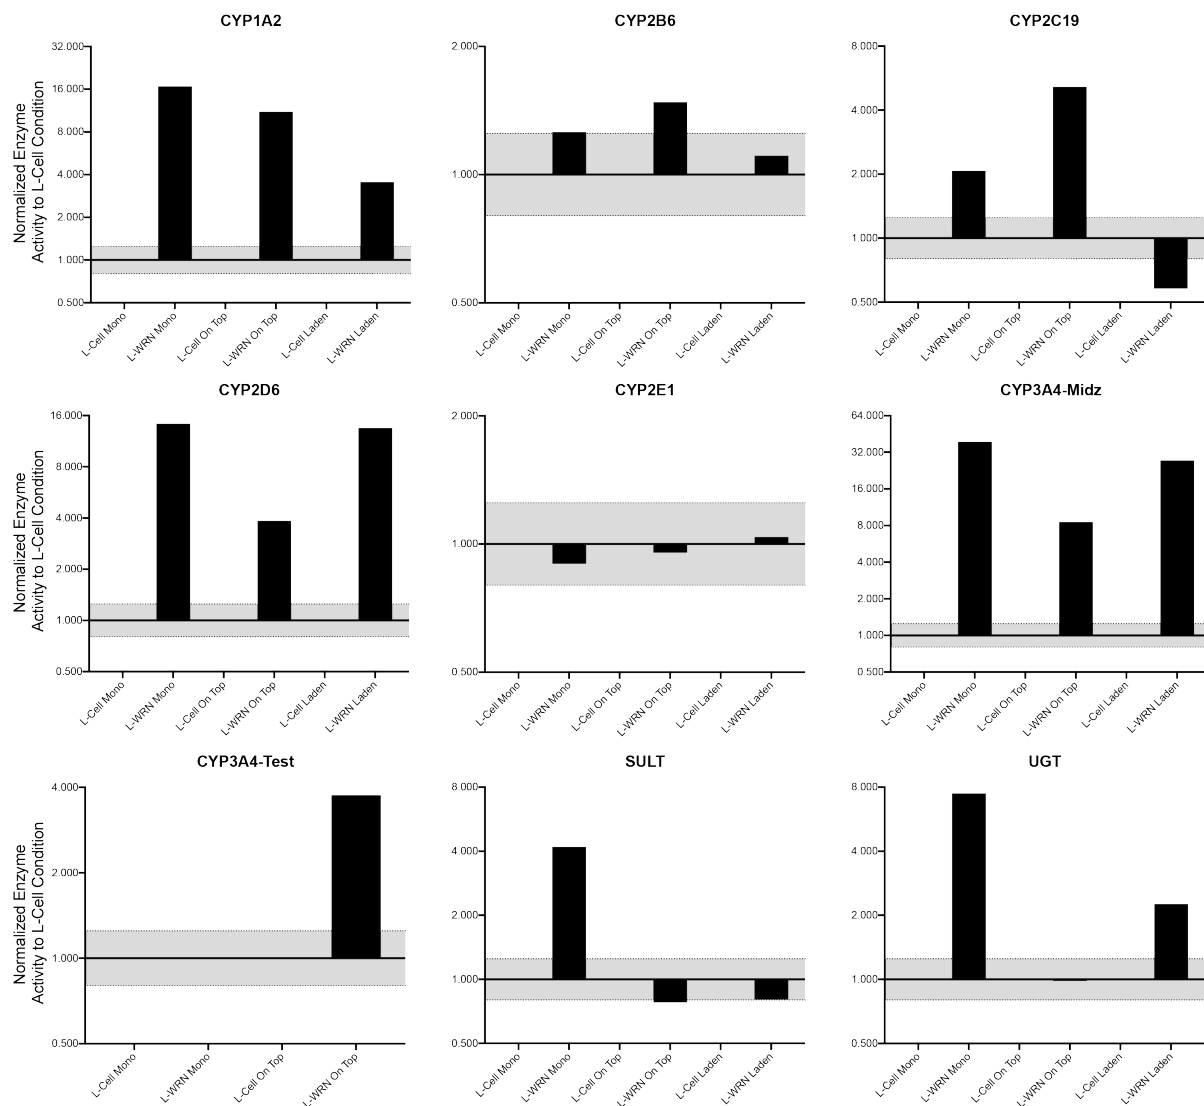 CYP1A2
Normalized Enzyme
Activity to L-Cell Condition
32.000
16.000
8.000
4.000
2.000
1.000
0.500
L-Cell Mono
L-WRN Mono
L-Cell On Top
L-WRN On Top
L-Cell Laden
L-WRN Laden
CYP2B6
2.000
1.000
0.500
L-Cell Mono
L-WRN Mono
L-Cell On Top
L-WRN On Top
L-Cell Laden
L-WRN Laden
CYP2C19
8.000
4.000
2.000
1.000
0.500
L-Cell Mono
L-WRN Mono
L-Cell On Top
L-WRN On Top
L-Cell Laden
L-WRN Laden
CYP2D6
Normalized Enzyme
Activity to L-Cell Condition
16.000
8.000
4.000
2.000
1.000
0.500
L-Cell Mono
L-WRN Mono
L-Cell On Top
L-WRN On Top
L-Cell Laden
L-WRN Laden
CYP2E1
2.000
1.000
0.500
L-Cell Mono
L-WRN Mono
L-Cell On Top
L-WRN On Top
L-Cell Laden
L-WRN Laden
CYP3A4-Midz
64.000
32.000
16.000
8.000
4.000
2.000
1.000
0.500
L-Cell Mono
L-WRN Mono
L-Cell On Top
L-WRN On Top
L-Cell Laden
L-WRN Laden
CYP3A4-Test
Normalized Enzyme
Activity to L-Cell Condition
4.000
2.000
1.000
0.500
L-Cell Mono
L-WRN Mono
L-Cell On Top
L-WRN On Top
SULT
8.000
4.000
2.000
1.000
0.500
L-Cell Mono
L-WRN Mono
L-Cell On Top
L-WRN On Top
L-Cell Laden
L-WRN Laden
UGT
8.000
4.000
2.000
1.000
0.500
L-Cell Mono
L-WRN Mono
L-Cell On Top
L-WRN On Top
L-Cell Laden
L-WRN Laden